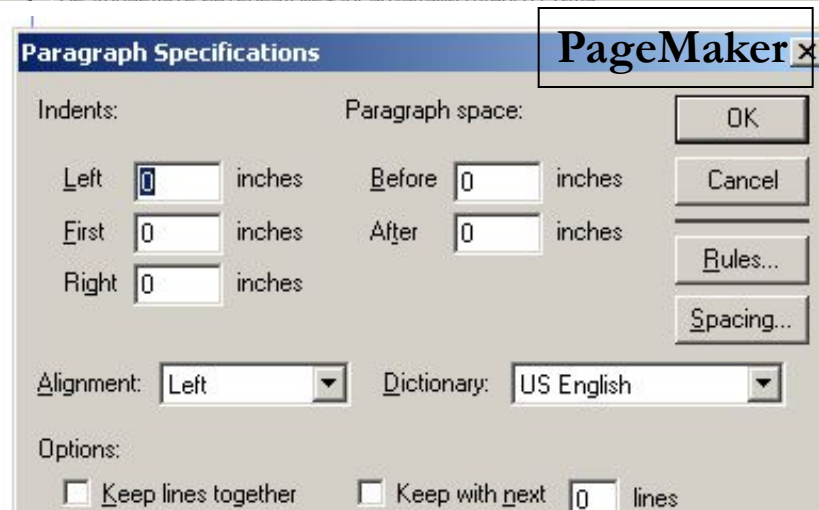 PageMaker
Paragraph Specifications
Indents: Paragraph space: OK
Left 0 inches Before 0 inches Cancel
First 0 inches After 0 inches
Right 0 inches Rules...
Spacing...
Alignment: Left Dictionary: US English
Options:
Keep lines together Keep with next 0 lines